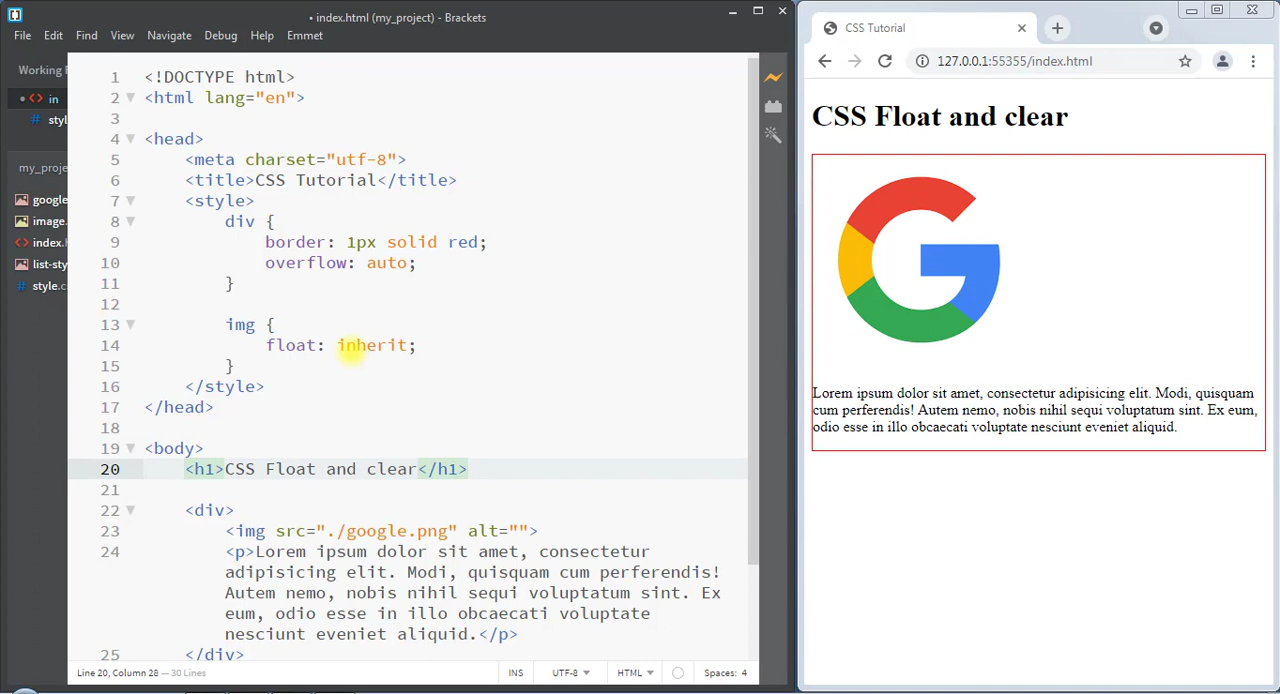 • index.html (my_project) - Brackets
File Edit Find View Navigate Debug Help Emmet
Working F
• <> in
# styl
my_proje
google
image.
<> index.h
list-sty
# style.c
1 <!DOCTYPE html>
2 <html lang="en">
3
4 <head>
5 <meta charset="utf-8">
6 <title>CSS Tutorial</title>
7 <style>
8 div {
9 border: 1px solid red;
10 overflow: auto;
11 }
12
13 img {
14 float: inherit;
15 }
16 </style>
17 </head>
18
19 <body>
20 <h1>CSS Float and clear</h1>
21
22 <div>
23 <img src="./google.png" alt="">
24 <p>Lorem ipsum dolor sit amet, consectetur
adipisicing elit. Modi, quisquam cum perferendis!
Autem nemo, nobis nihil sequi voluptatum sint. Ex
eum, odio esse in illo obcaecati voluptate
nesciunt eveniet aliquid.</p>
25 </div>
Line 20, Column 28 — 30 Lines
INS UTF-8 HTML Spaces: 4
CSS Tutorial
127.0.0.1:55355/index.html
CSS Float and clear
Lorem ipsum dolor sit amet, consectetur adipisicing elit. Modi, quisquam
cum perferendis! Autem nemo, nobis nihil sequi voluptatum sint. Ex eum,
odio esse in illo obcaecati voluptate nesciunt eveniet aliquid.